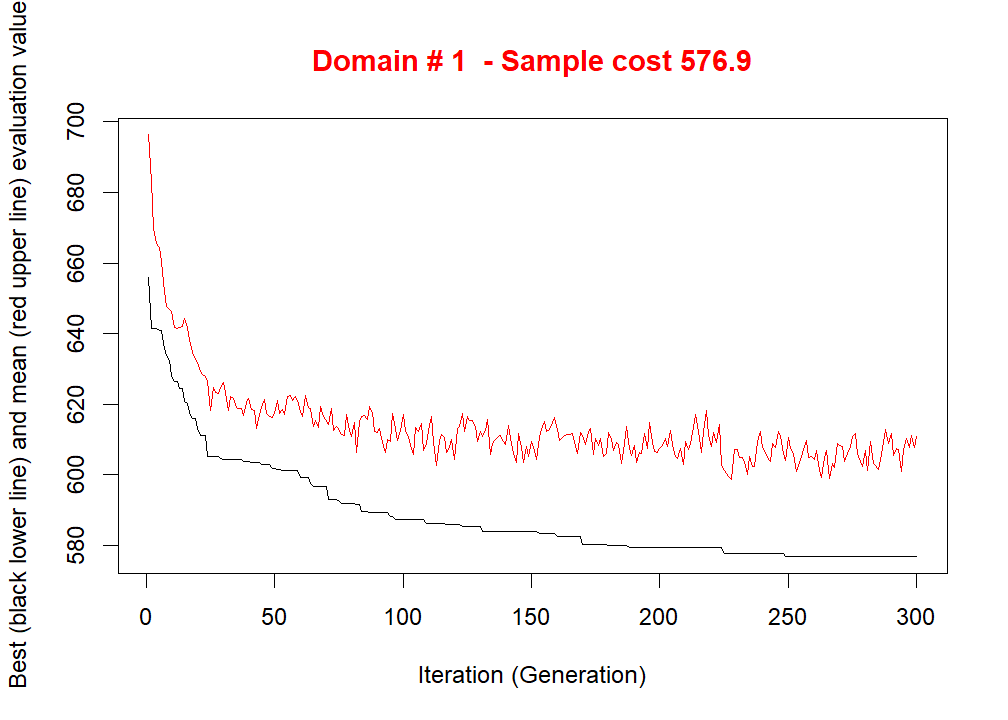 Domain # 1  - Sample cost 576.9
Best (black lower line) and mean (red upper line) evaluation value
700
680
660
640
620
600
580
0 50 100 150 200 250 300
Iteration (Generation)